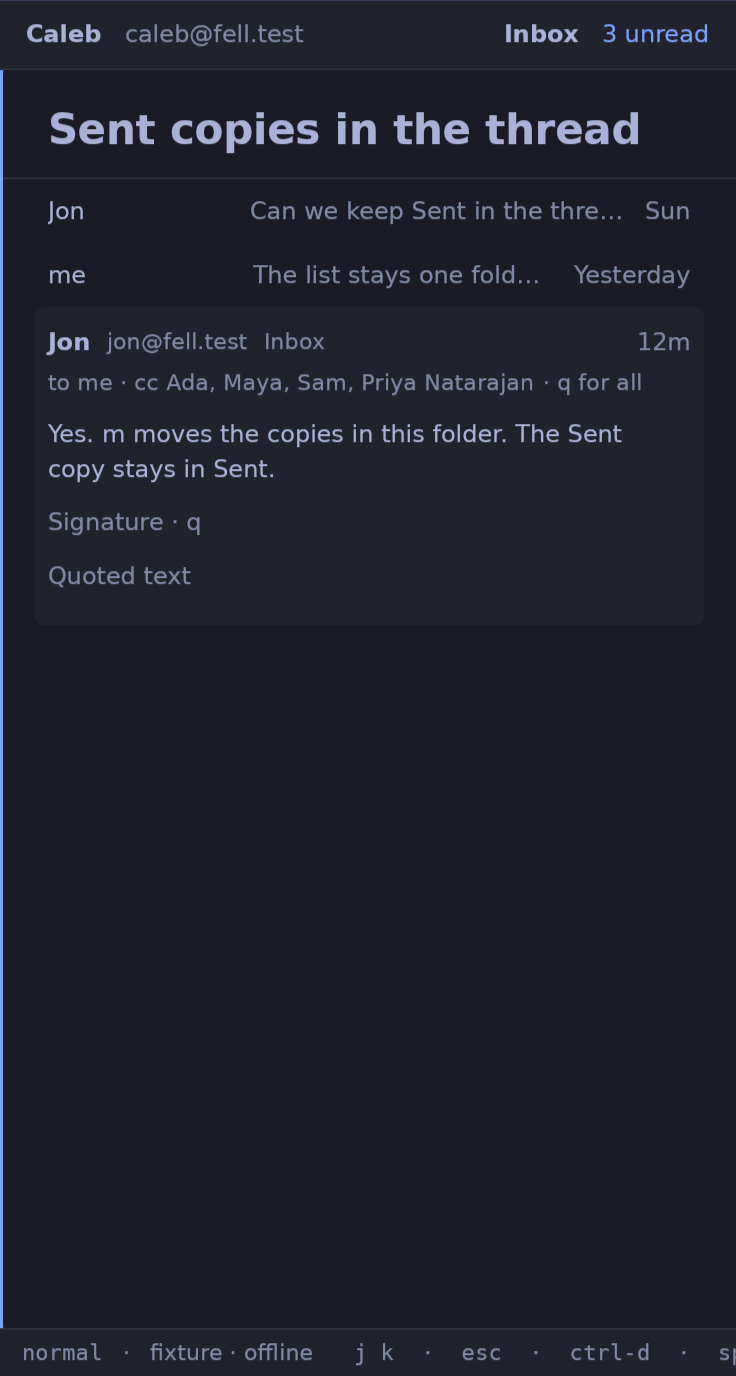 Caleb caleb@fell.test Inbox 3 unread
Sent copies in the thread
Jon Can we keep Sent in the thre… Sun
me The list stays one fold… Yesterday
Jon jon@fell.test Inbox 12m
to me · cc Ada, Maya, Sam, Priya Natarajan · q for all
Yes. m moves the copies in this folder. The Sent
copy stays in Sent.
Signature · q
Quoted text
normal · fixture · offline j k · esc · ctrl-d ·